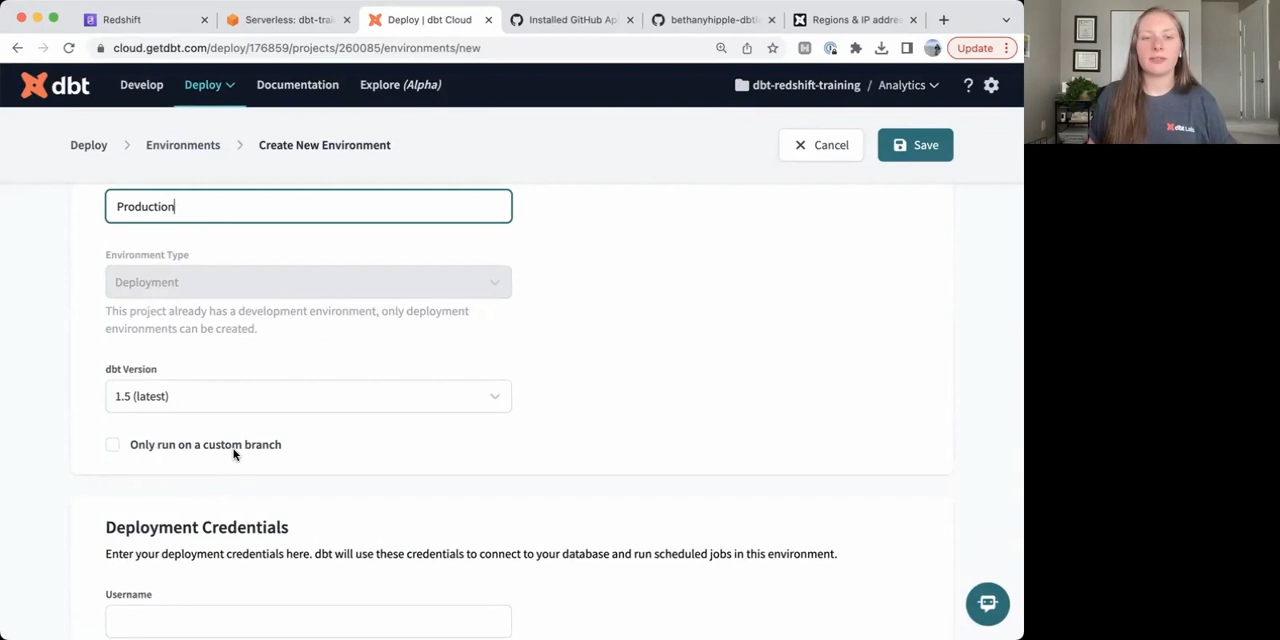 Redshift
Serverless: dbt-trai
Deploy | dbt Cloud
Installed GitHub Ap
bethanyhipple-dbtl
Regions & IP addre
cloud.getdbt.com/deploy/176859/projects/260085/environments/new
Update
dbt
Develop
Deploy
Documentation
Explore (Alpha)
dbt-redshift-training / Analytics
Deploy > Environments > Create New Environment
Cancel
Save
Production
Environment Type
Deployment
This project already has a development environment, only deployment
environments can be created.
dbt Version
1.5 (latest)
Only run on a custom branch
Deployment Credentials
Enter your deployment credentials here. dbt will use these credentials to connect to your database and run scheduled jobs in this environment.
Username
dbt Labs